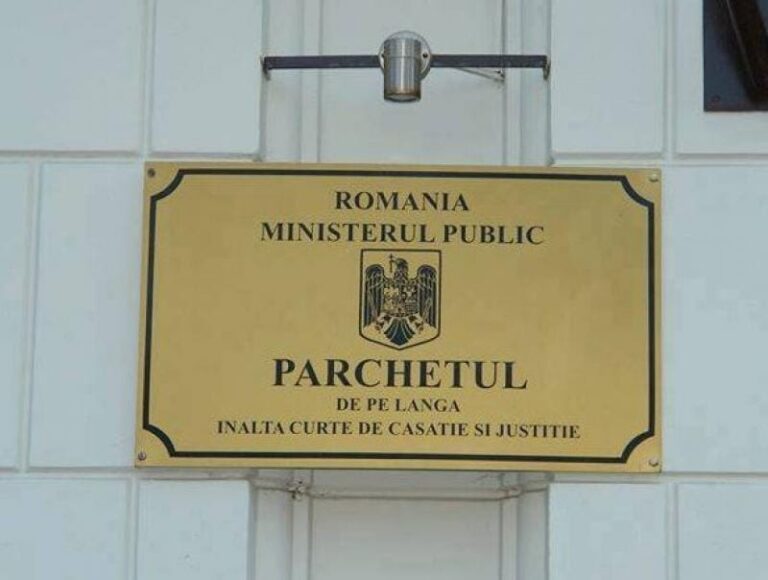 ROMANIA
MINISTERUL PUBLIC
PARCHETUL
DE PE LANGA
INALTA CURTE DE CASATIE SI JUSTITIE